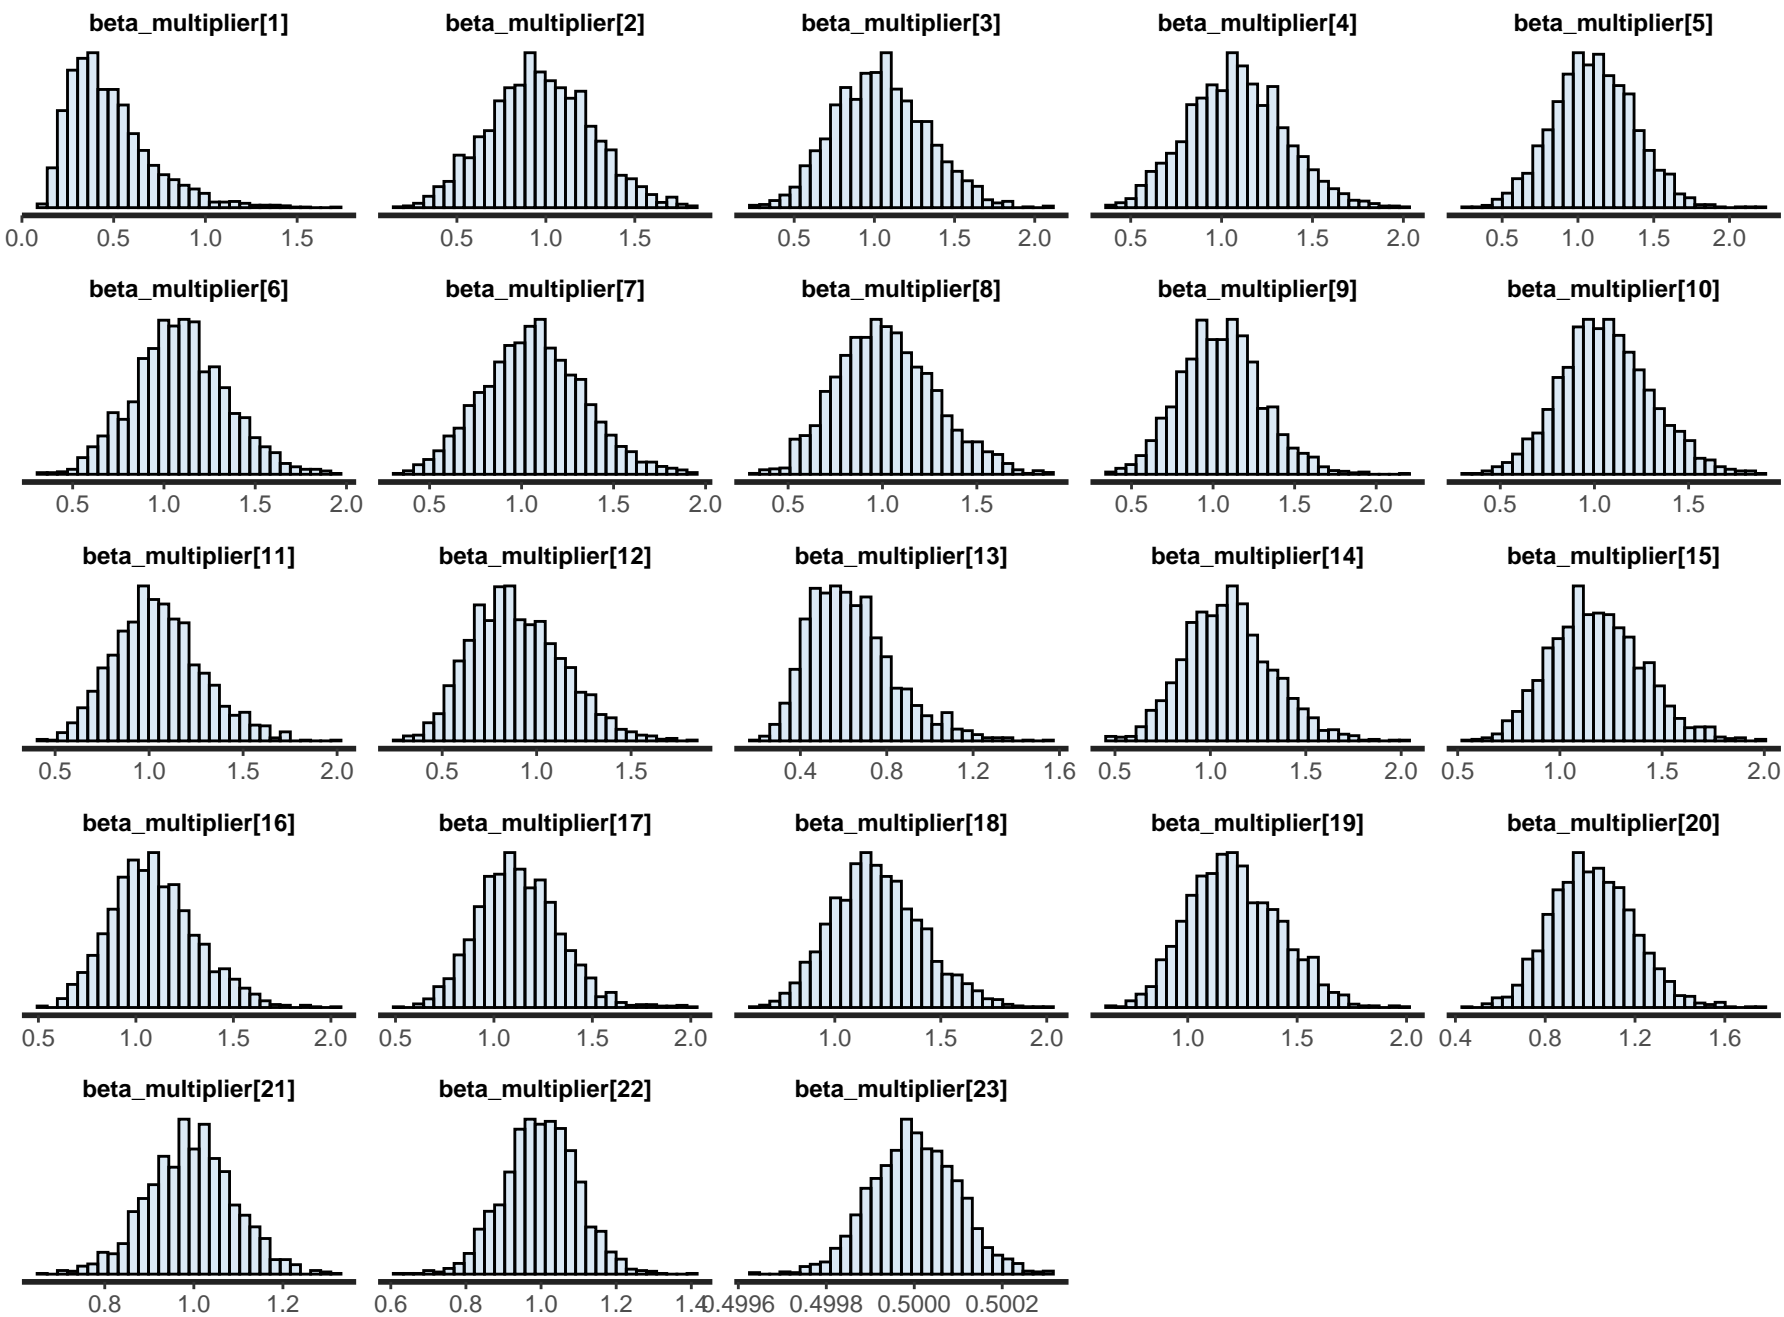 beta_multiplier[1] beta_multiplier[2] beta_multiplier[3] beta_multiplier[4] beta_multiplier[5]
0.0 0.5 1.0 1.5 0.5 1.0 1.5 0.5 1.0 1.5 2.0 0.5 1.0 1.5 2.0 0.5 1.0 1.5 2.0
beta_multiplier[6] beta_multiplier[7] beta_multiplier[8] beta_multiplier[9] beta_multiplier[10]
0.5 1.0 1.5 2.0 0.5 1.0 1.5 2.0 0.5 1.0 1.5 0.5 1.0 1.5 2.0 0.5 1.0 1.5
beta_multiplier[11] beta_multiplier[12] beta_multiplier[13] beta_multiplier[14] beta_multiplier[15]
0.5 1.0 1.5 2.0 0.5 1.0 1.5 0.4 0.8 1.2 1.6 0.5 1.0 1.5 2.0 0.5 1.0 1.5 2.0
beta_multiplier[16] beta_multiplier[17] beta_multiplier[18] beta_multiplier[19] beta_multiplier[20]
0.5 1.0 1.5 2.0 0.5 1.0 1.5 2.0 1.0 1.5 2.0 1.0 1.5 2.0 0.4 0.8 1.2 1.6
beta_multiplier[21] beta_multiplier[22] beta_multiplier[23]
0.8 1.0 1.2 0.6 0.8 1.0 1.2 1.4 0.4996 0.4998 0.5000 0.5002